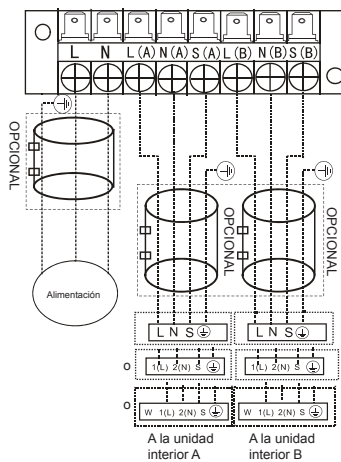 L N L(A) N(A) S(A) L(B) N(B) S(B)
OPCIONAL
OPCIONAL
OPCIONAL
Alimentación
L N S
L N S
o
1(L) 2(N) S
1(L) 2(N) S
o
W 1(L) 2(N) S
W 1(L) 2(N) S
A la unidad
interior A
A la unidad
interior B